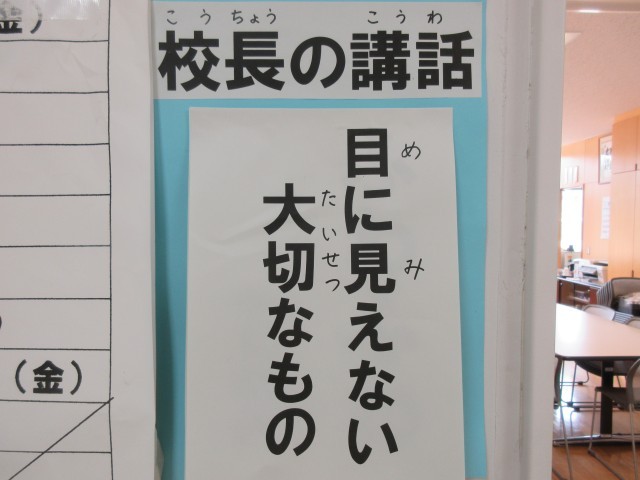 金）
こうちょう こうわ
校長の講話
め み
目に見えない
たいせつ
大切なもの
（金）